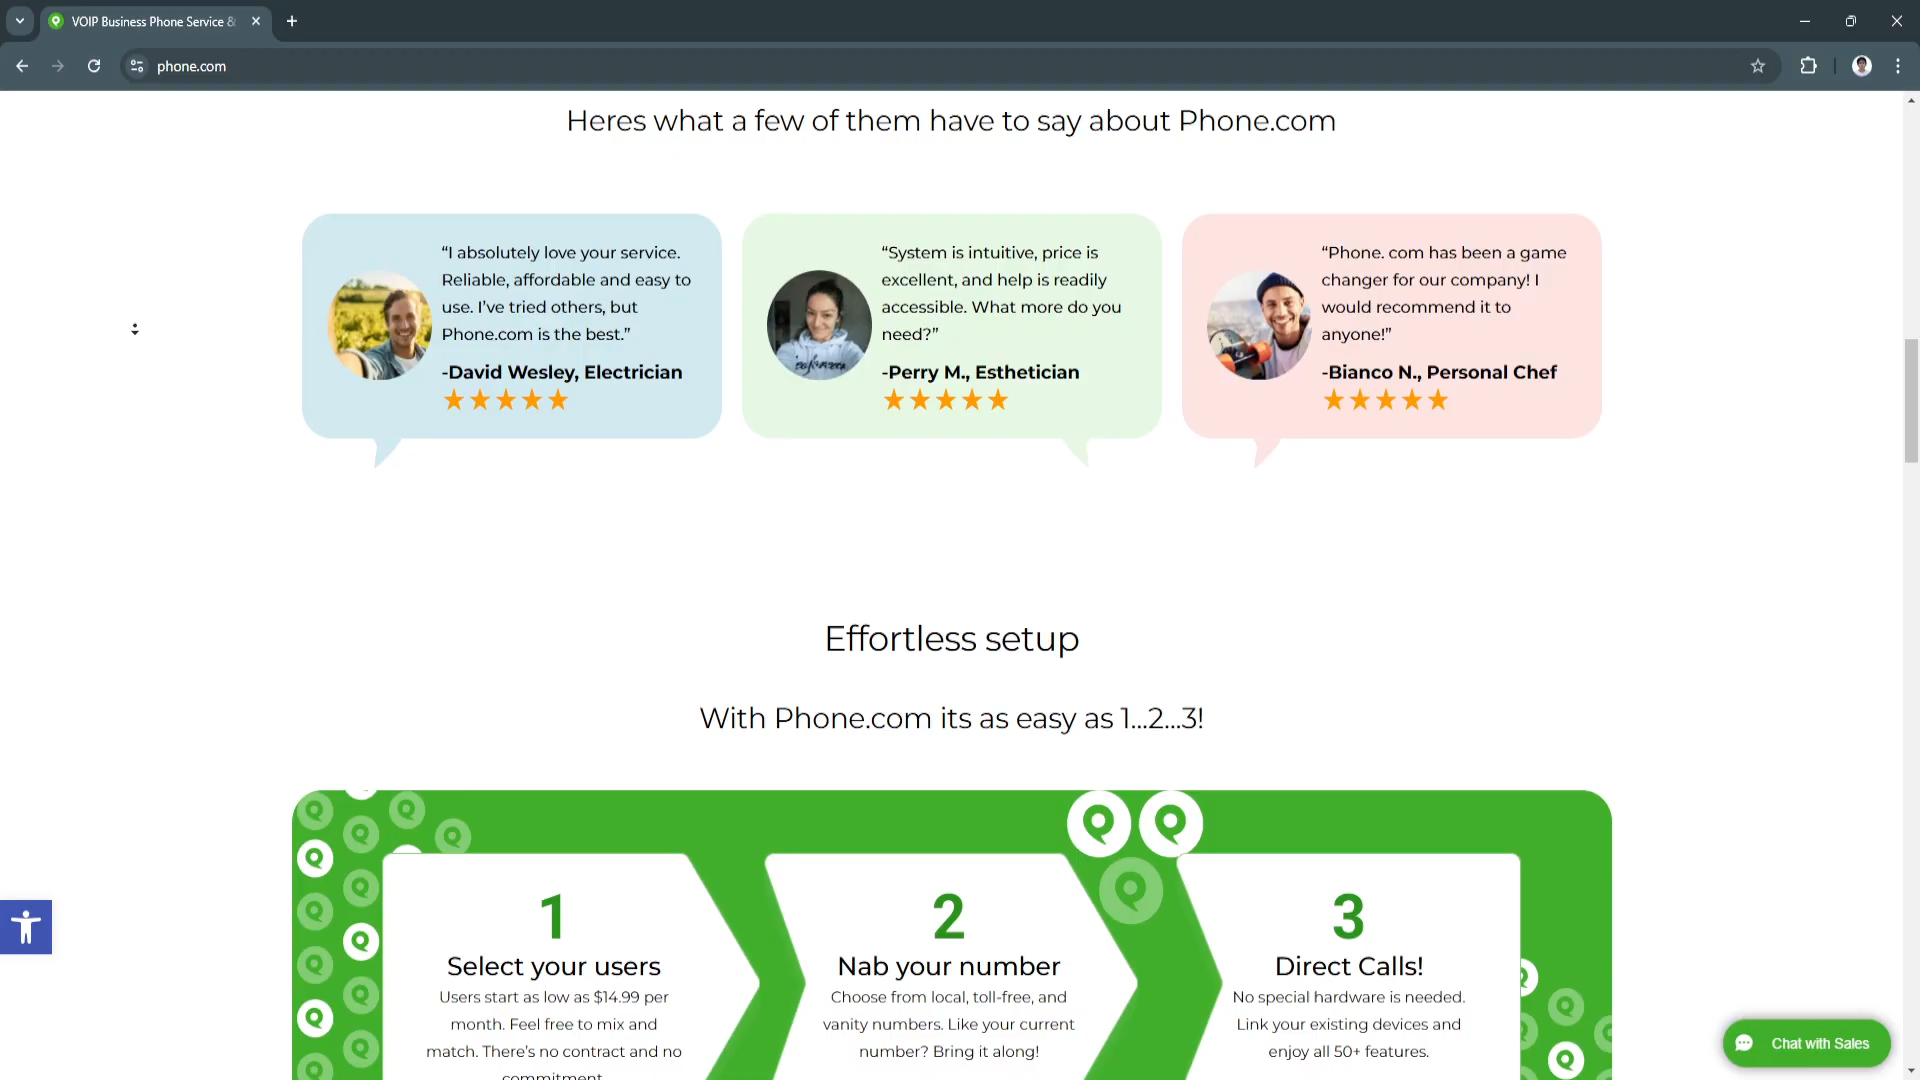 VOIP Business Phone Service &
phone.com
Heres what a few of them have to say about Phone.com
“I absolutely love your service.
Reliable, affordable and easy to
use. I’ve tried others, but
Phone.com is the best.”
-David Wesley, Electrician
“System is intuitive, price is
excellent, and help is readily
accessible. What more do you
need?”
-Perry M., Esthetician
“Phone. com has been a game
changer for our company! I
would recommend it to
anyone!”
-Bianco N., Personal Chef
Effortless setup
With Phone.com its as easy as 1...2...3!
1
Select your users
Users start as low as $14.99 per
month. Feel free to mix and
match. There’s no contract and no
commitment
2
Nab your number
Choose from local, toll-free, and
vanity numbers. Like your current
number? Bring it along!
3
Direct Calls!
No special hardware is needed.
Link your existing devices and
enjoy all 50+ features.
Chat with Sales